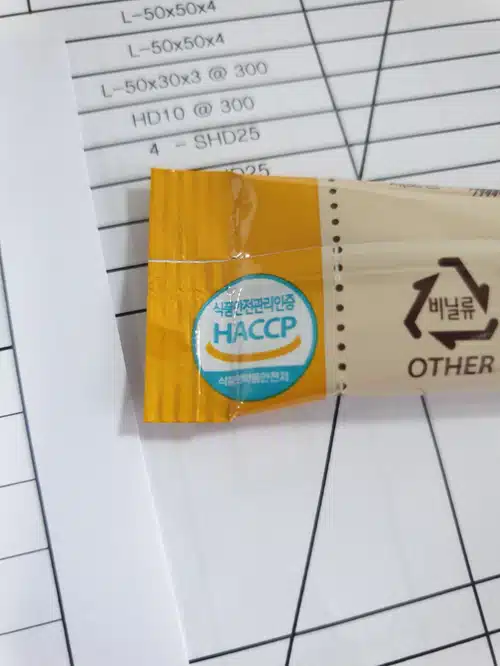 L-50x50x4
L-50x50x4
L-50x30x3 @ 300
HD10 @ 300
4 - SHD25
식품안전관리인증
HACCP
식품의약품안전처
비닐류
OTHER